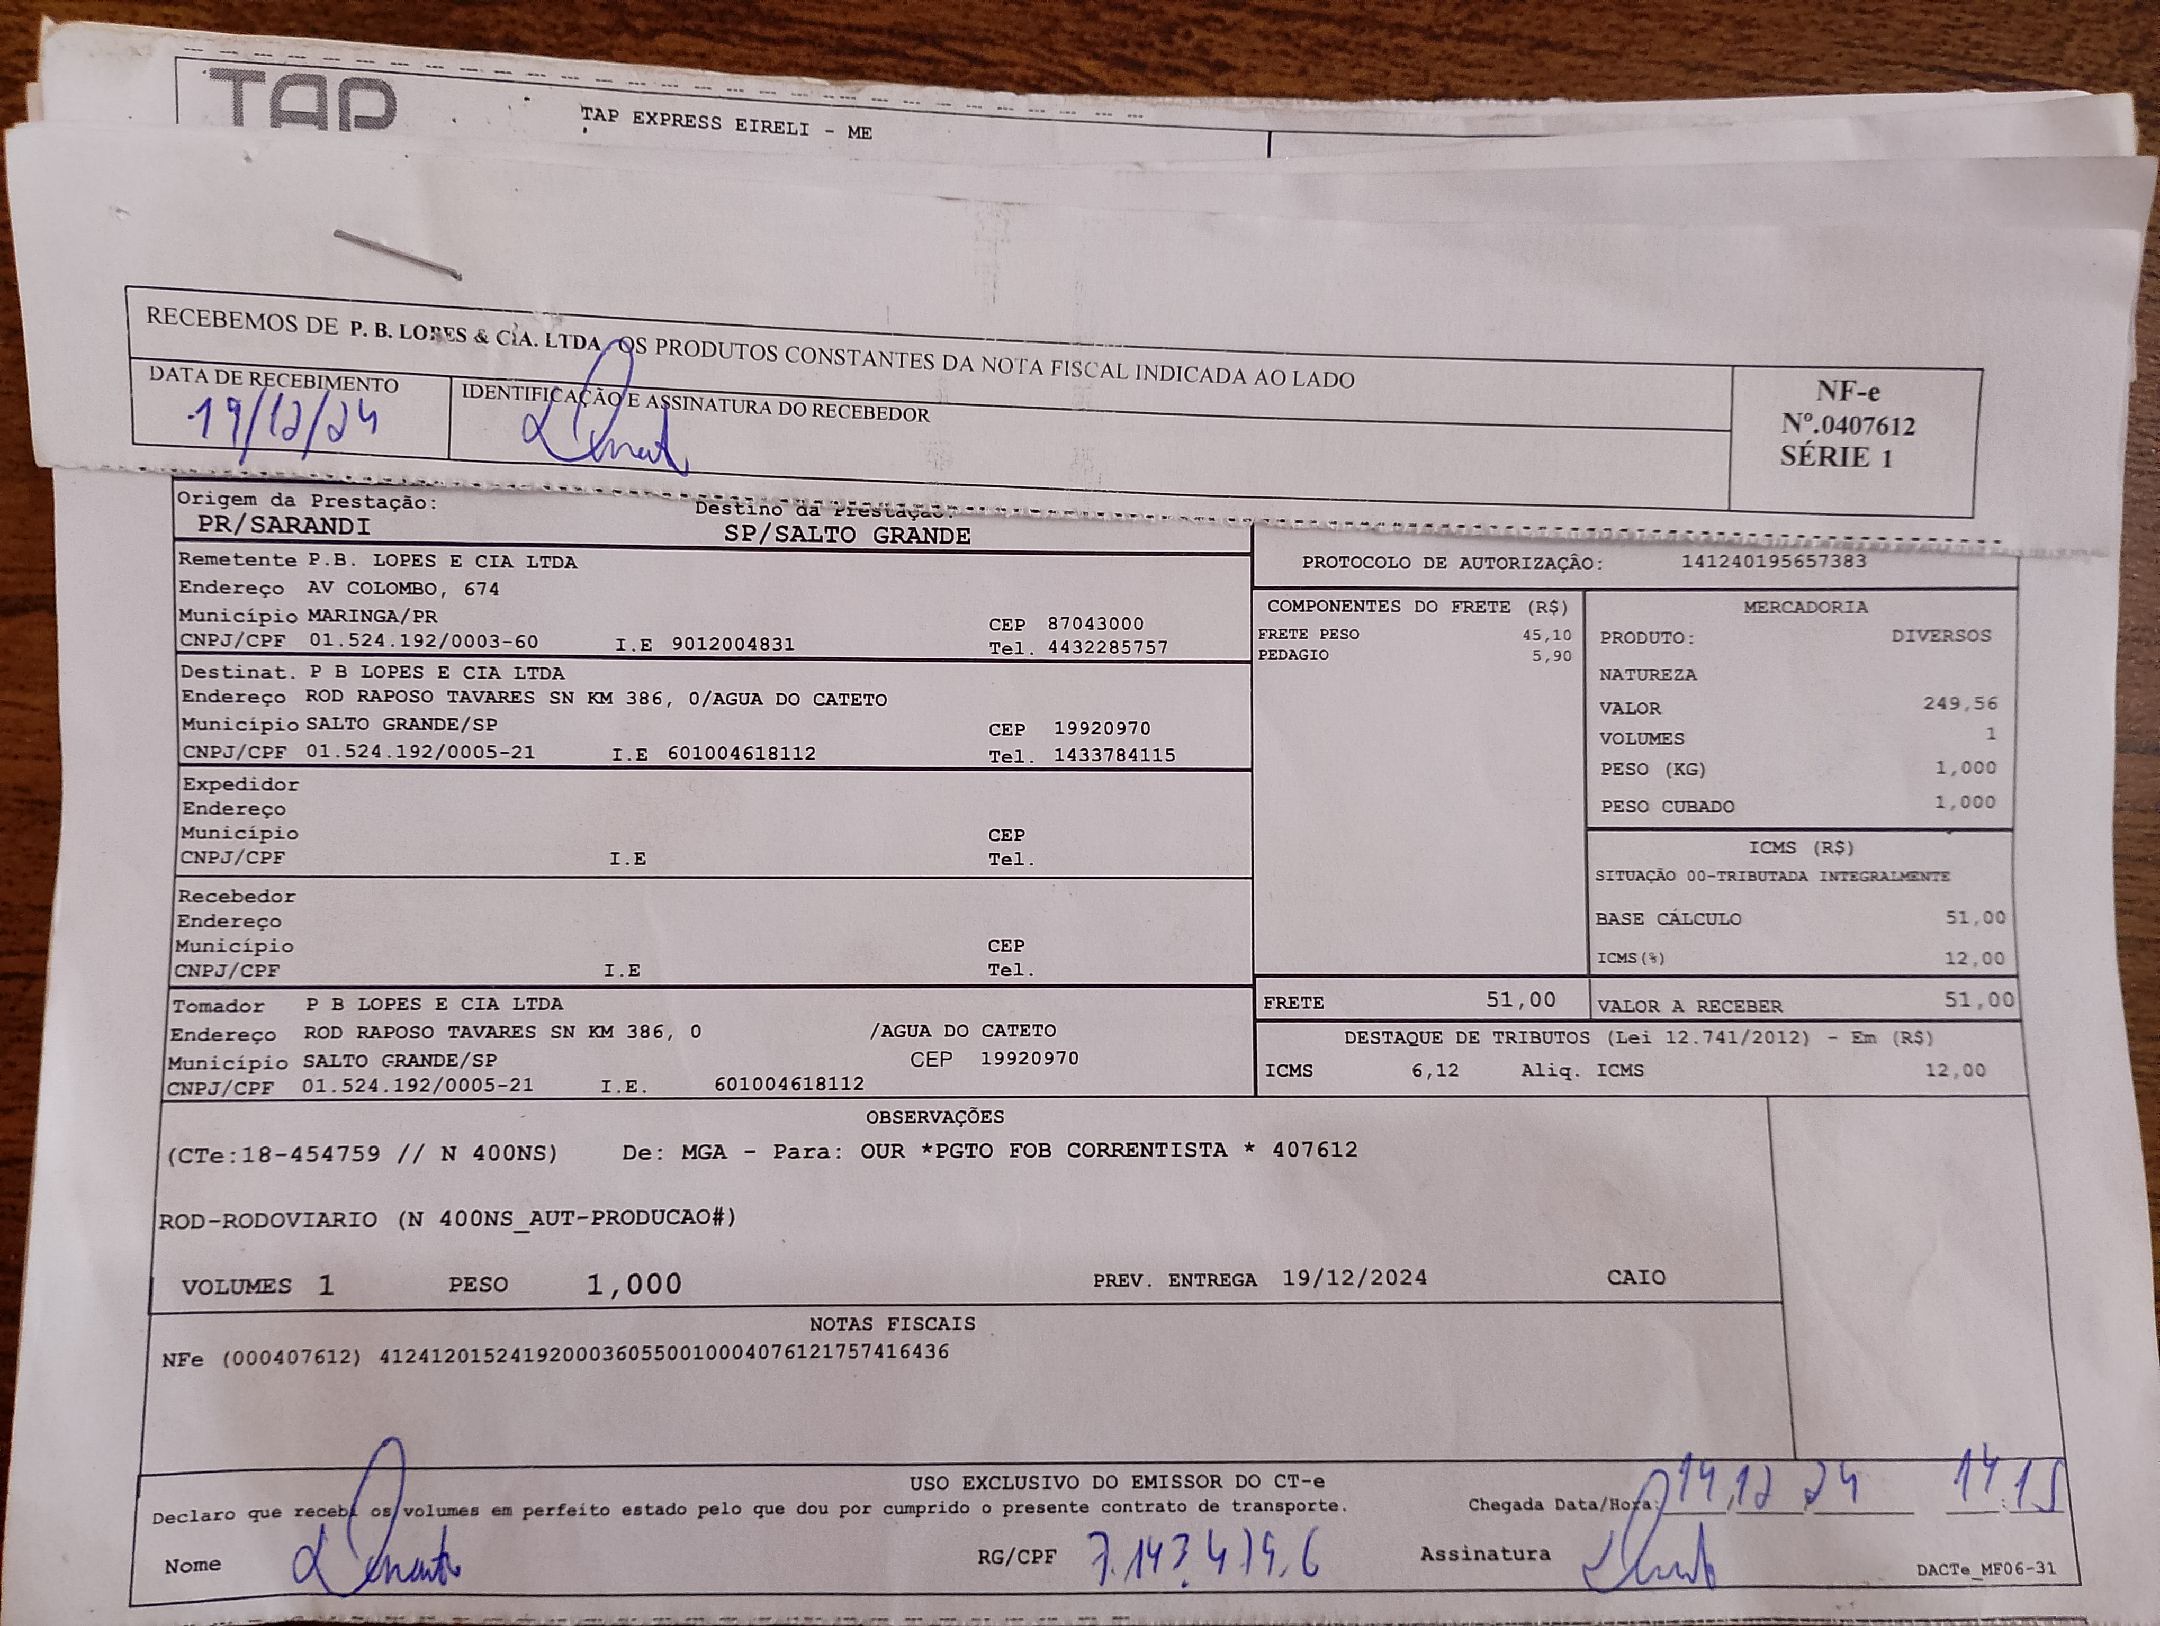 TAP
TAP EXPRESS EIRELI - ME
RECEBEMOS DE P. B. LOPES & CIA. LTDA. OS PRODUTOS CONSTANTES DA NOTA FISCAL INDICADA AO LADO
DATA DE RECEBIMENTO
19/12/24
IDENTIFICAÇÃO E ASSINATURA DO RECEBEDOR
NF-e
Nº.0407612
SÉRIE 1
Origem da Prestação:
PR/SARANDI
Destino da Prestação:
SP/SALTO GRANDE
Remetente P.B. LOPES E CIA LTDA
Endereço AV COLOMBO, 674
Município MARINGA/PR CEP 87043000
CNPJ/CPF 01.524.192/0003-60 I.E 9012004831 Tel. 4432285757
Destinat. P B LOPES E CIA LTDA
Endereço ROD RAPOSO TAVARES SN KM 386, 0/AGUA DO CATETO
Município SALTO GRANDE/SP CEP 19920970
CNPJ/CPF 01.524.192/0005-21 I.E 601004618112 Tel. 1433784115
Expedidor
Endereço
Município CEP
CNPJ/CPF I.E Tel.
Recebedor
Endereço
Município CEP
CNPJ/CPF I.E Tel.
Tomador P B LOPES E CIA LTDA
Endereço ROD RAPOSO TAVARES SN KM 386, 0 /AGUA DO CATETO
Município SALTO GRANDE/SP CEP 19920970
CNPJ/CPF 01.524.192/0005-21 I.E. 601004618112
PROTOCOLO DE AUTORIZAÇÂO: 141240195657383
COMPONENTES DO FRETE (R$)
FRETE PESO 45,10
PEDAGIO 5,90
MERCADORIA
PRODUTO: DIVERSOS
NATUREZA
VALOR 249,56
VOLUMES 1
PESO (KG) 1,000
PESO CUBADO 1,000
ICMS (R$)
SITUAÇÃO 00-TRIBUTADA INTEGRALMENTE
BASE CÁLCULO 51,00
ICMS(%) 12,00
FRETE 51,00
VALOR A RECEBER 51,00
DESTAQUE DE TRIBUTOS (Lei 12.741/2012) - Em (R$)
ICMS 6,12 Aliq. ICMS 12,00
OBSERVAÇÕES
(CTe:18-454759 // N 400NS) De: MGA - Para: OUR *PGTO FOB CORRENTISTA * 407612
ROD-RODOVIARIO (N 400NS_AUT-PRODUCAO#)
VOLUMES 1 PESO 1,000 PREV. ENTREGA 19/12/2024 CAIO
NOTAS FISCAIS
NFe (000407612) 41241201524192000360550010004076121757416436
USO EXCLUSIVO DO EMISSOR DO CT-e
Declaro que recebi os volumes em perfeito estado pelo que dou por cumprido o presente contrato de transporte.
Chegada Data/Hora: 19 12 24 14:15
Nome
RG/CPF 7.143.479.6
Assinatura
DACTe_MF06-31